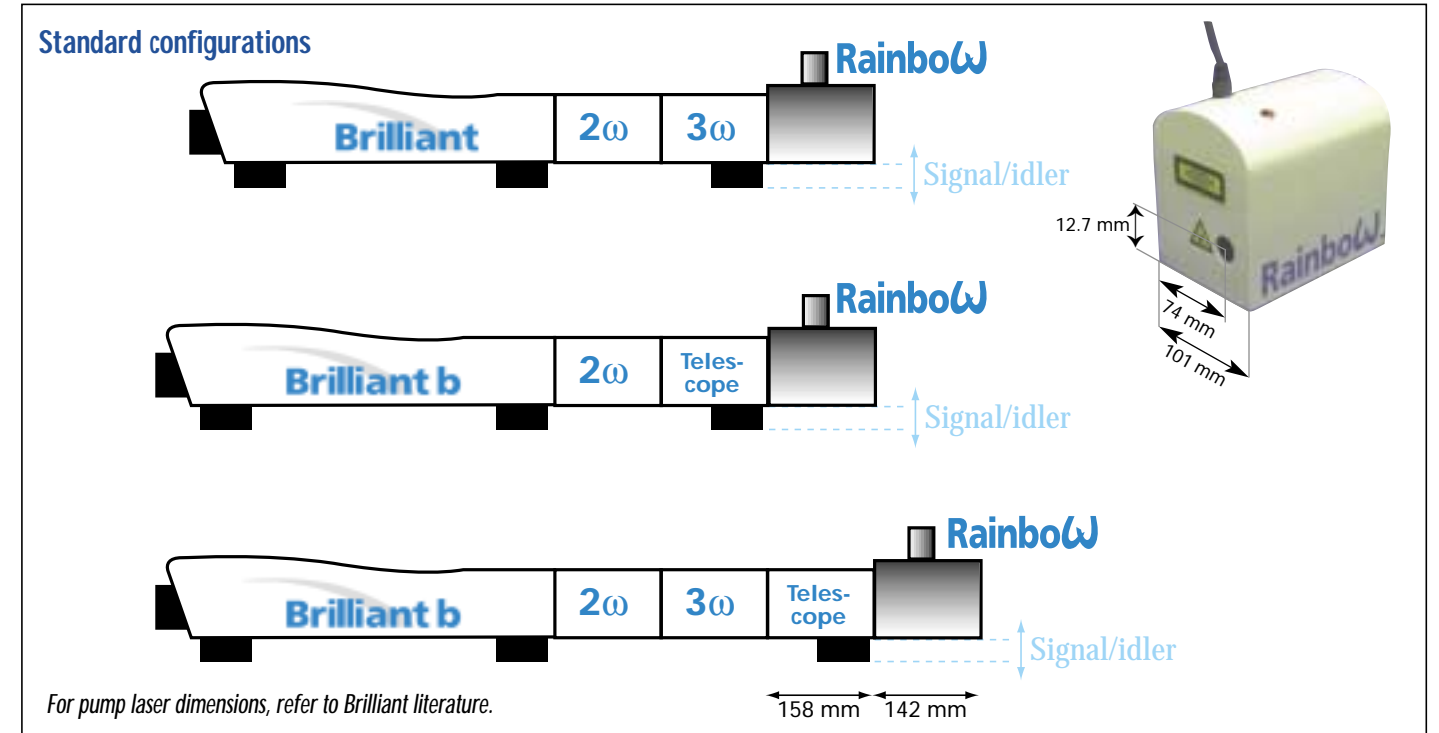 Standard configurations
RainboW
Brilliant
2ω
3ω
Signal/idler
12.7 mm
RainboW
74 mm
101 mm
RainboW
Brilliant b
2ω
Teles-
cope
Signal/idler
RainboW
Brilliant b
2ω
3ω
Teles-
cope
Signal/idler
For pump laser dimensions, refer to Brilliant literature.
158 mm
142 mm